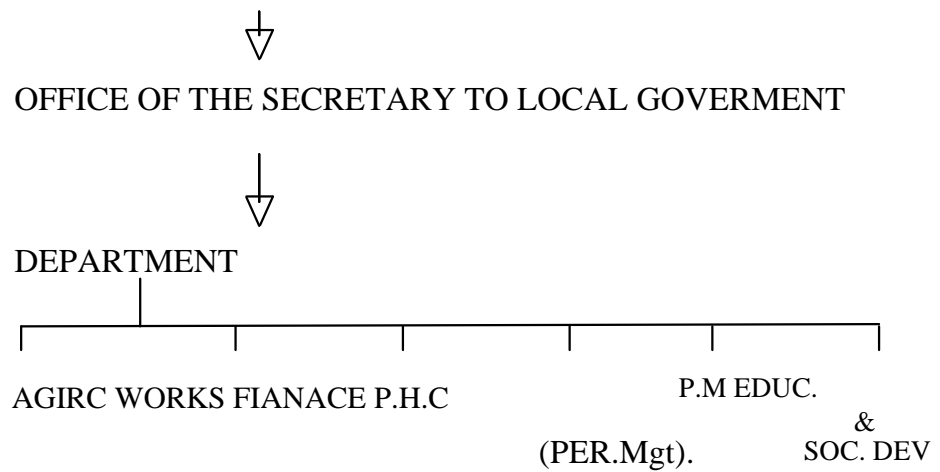 OFFICE OF THE SECRETARY TO LOCAL GOVERMENT
DEPARTMENT
AGIRC WORKS FIANACE P.H.C
P.M EDUC.
&
(PER.Mgt).
SOC. DEV